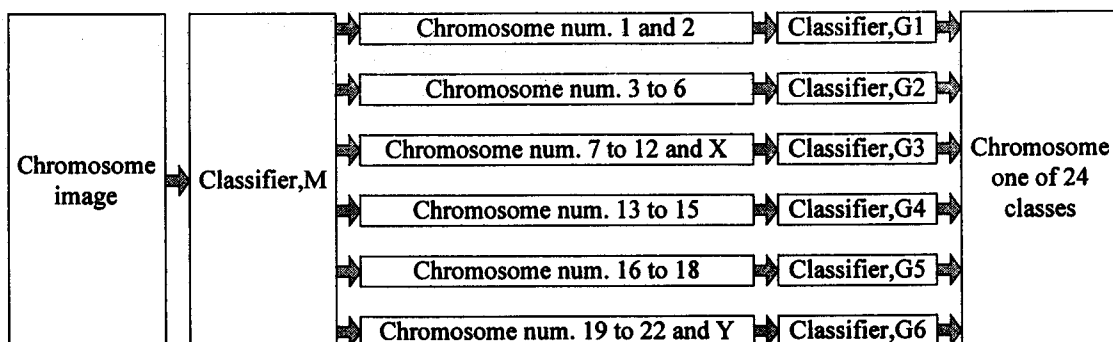 Chromosome
image
Classifier,M
Chromosome num. 1 and 2
Classifier,G1
Chromosome num. 3 to 6
Classifier,G2
Chromosome num. 7 to 12 and X
Classifier,G3
Chromosome num. 13 to 15
Classifier,G4
Chromosome num. 16 to 18
Classifier,G5
Chromosome num. 19 to 22 and Y
Classifier,G6
Chromosome
one of 24
classes